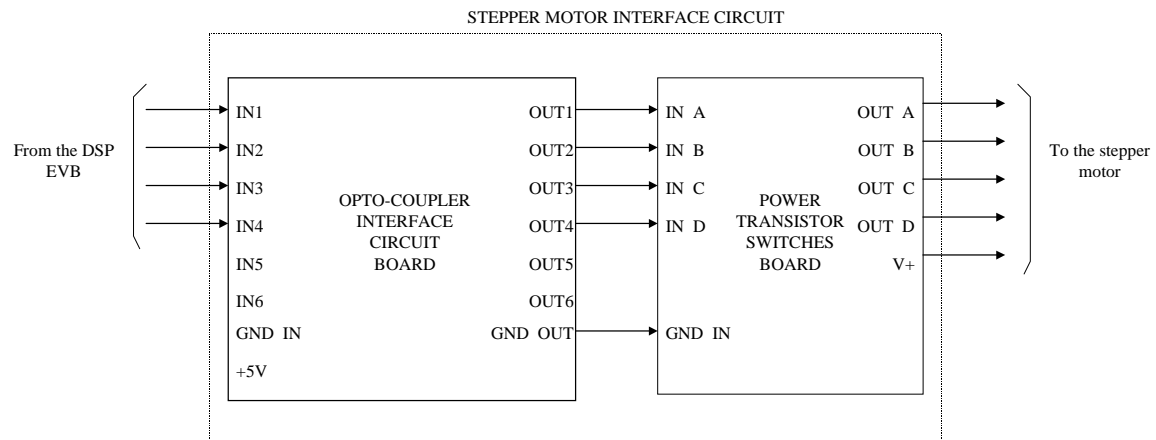 STEPPER MOTOR INTERFACE CIRCUIT
From the DSP
EVB
IN1
IN2
IN3
IN4
IN5
IN6
GND IN
+5V
OPTO-COUPLER
INTERFACE
CIRCUIT
BOARD
OUT1
OUT2
OUT3
OUT4
OUT5
OUT6
GND OUT
IN A
IN B
IN C
IN D
GND IN
POWER
TRANSISTOR
SWITCHES
BOARD
OUT A
OUT B
OUT C
OUT D
V+
To the stepper
motor